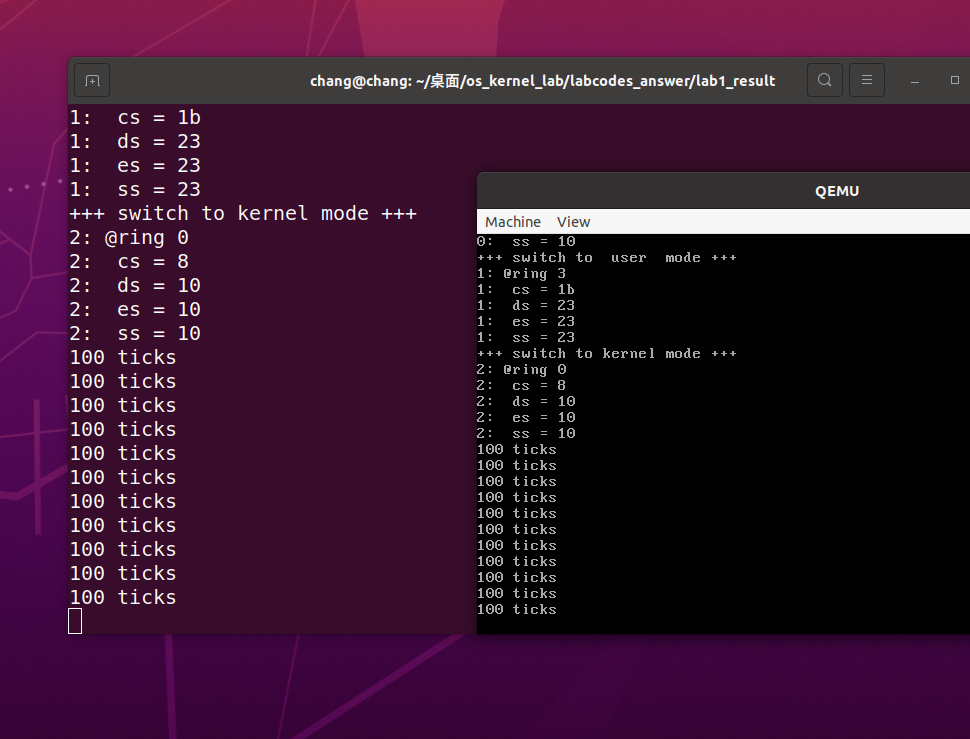 chang@chang: ~/桌面/os_kernel_lab/labcodes_answer/lab1_result
1:  cs = 1b
1:  ds = 23
1:  es = 23
1:  ss = 23
+++ switch to kernel mode +++
2: @ring 0
2:  cs = 8
2:  ds = 10
2:  es = 10
2:  ss = 10
100 ticks
100 ticks
100 ticks
100 ticks
100 ticks
100 ticks
100 ticks
100 ticks
100 ticks
100 ticks
100 ticks
QEMU
Machine View
0:  ss = 10
+++ switch to  user  mode +++
1: @ring 3
1:  cs = 1b
1:  ds = 23
1:  es = 23
1:  ss = 23
+++ switch to kernel mode +++
2: @ring 0
2:  cs = 8
2:  ds = 10
2:  es = 10
2:  ss = 10
100 ticks
100 ticks
100 ticks
100 ticks
100 ticks
100 ticks
100 ticks
100 ticks
100 ticks
100 ticks
100 ticks